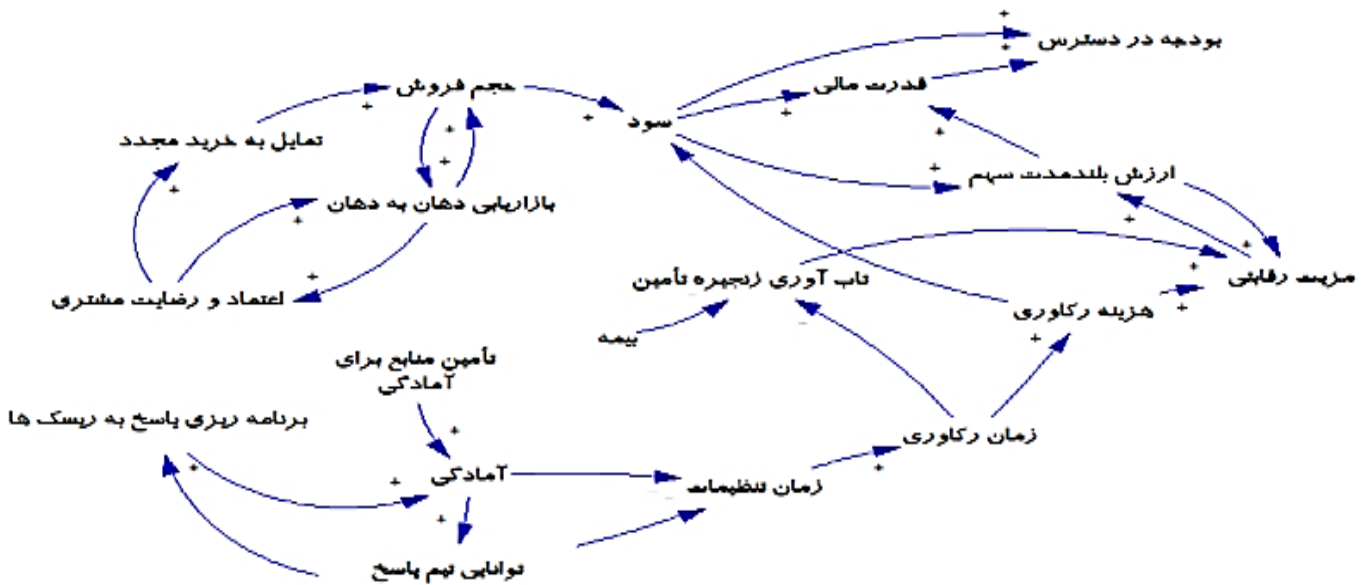 بودجه در دسترس
قدرت مالی
حجم فروش
سود
تمایل به خرید مجدد
ارزش بلندمدت سهم
بازاریابی دهان به دهان
تاب آوری زنجیره تأمین
مزیت رقابتی
اعتماد و رضایت مشتری
هزینه رکاوری
بیمه
تأمین منابع برای
آمادگی
برنامه ریزی پاسخ به ریسک ها
زمان رکاوری
آمادگی
زمان تنظیمات
توانایی تیم پاسخ